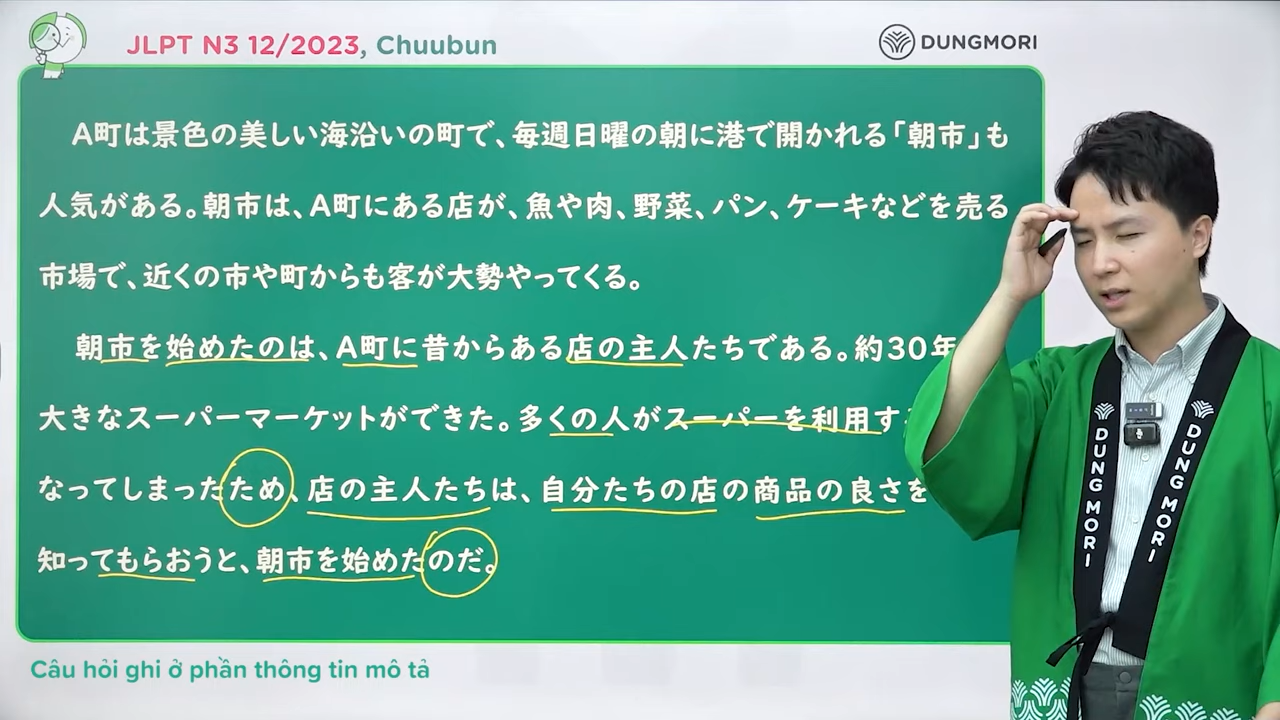 JLPT N3 12/2023, Chuubun
DUNGMORI
A町は景色の美しい海沿いの町で、毎週日曜の朝に港で開かれる「朝市」も
人気がある。朝市は、A町にある店が、魚や肉、野菜、パン、ケーキなどを売る
市場で、近くの市や町からも客が大勢やってくる。
朝市を始めたのは、A町に昔からある店の主人たちである。約30年
大きなスーパーマーケットができた。多くの人がスーパーを利用す
なってしまったため、店の主人たちは、自分たちの店の商品の良さを
知ってもらおうと、朝市を始めたのだ。
Câu hỏi ghi ở phần thông tin mô tả
DUNG MORI
DUNG MORI